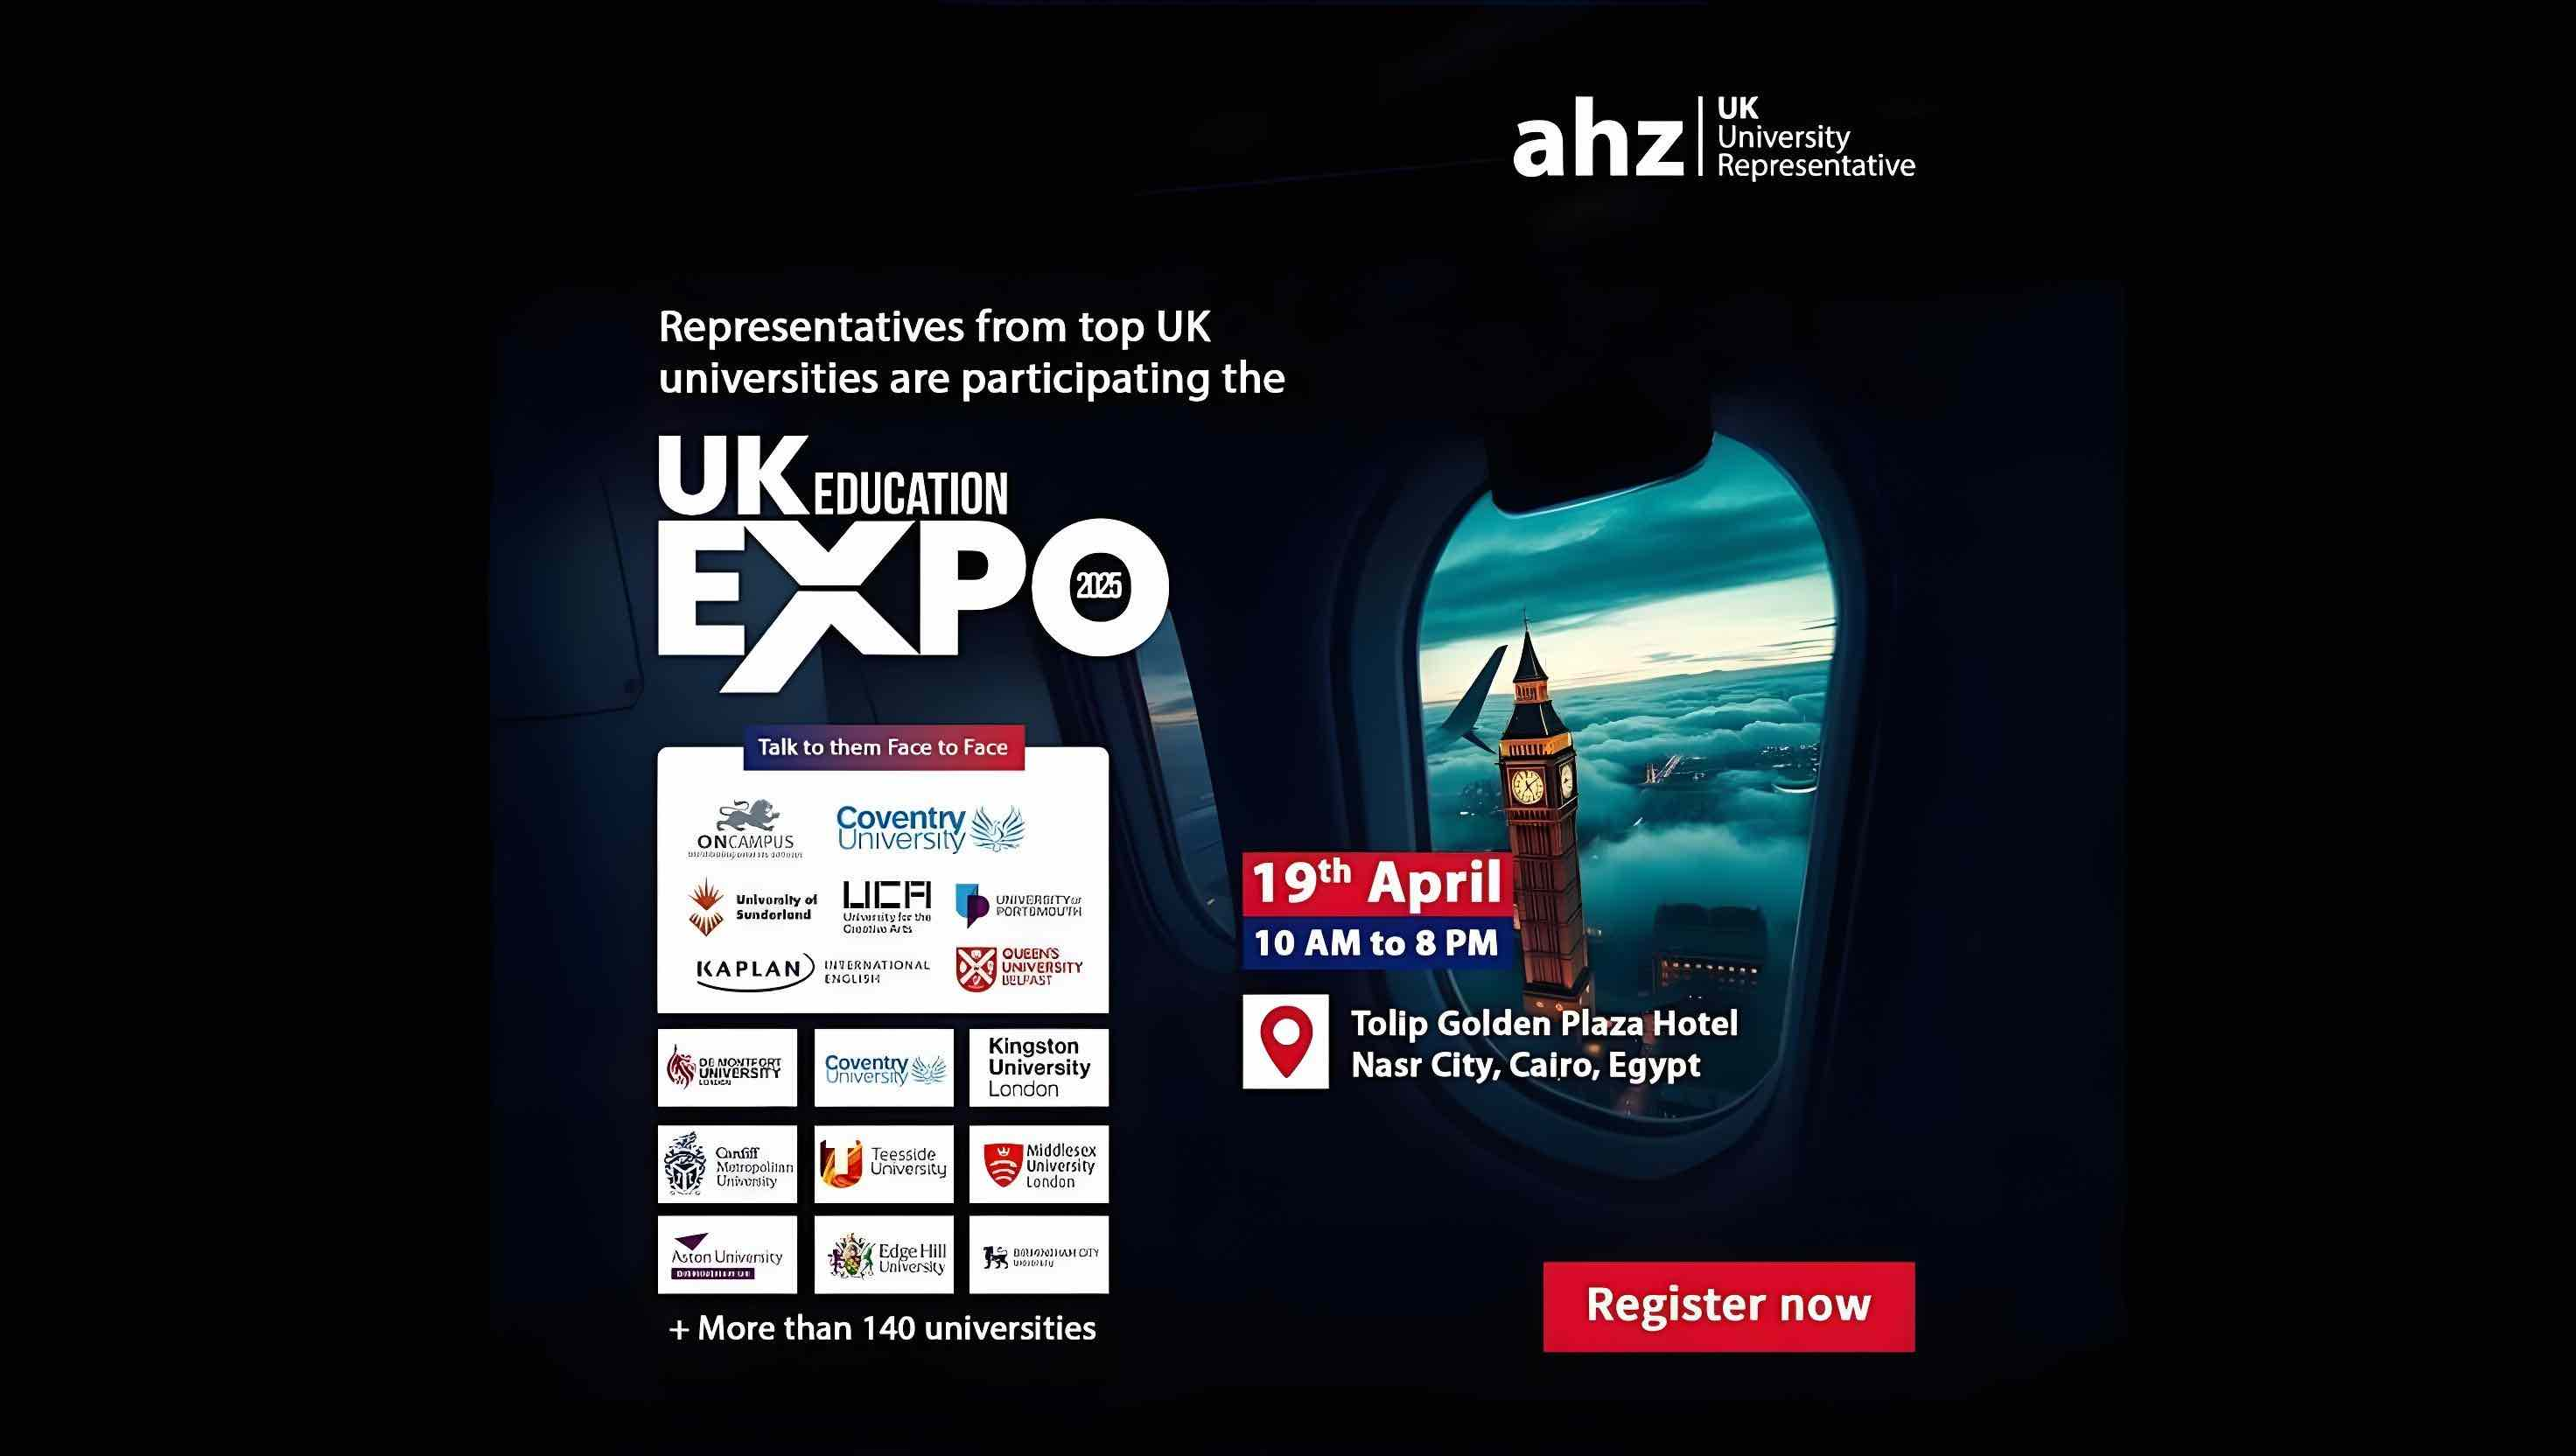 ahz
UK
University
Representative
Representatives from top UK
universities are participating the
UK EDUCATION
EXPO
2025
Talk to them Face to Face
ONCAMPUS
Coventry
University
University of
Sunderland
UCA
University for the
Creative Arts
UNIVERSITY OF
PORTSMOUTH
KAPLAN
INTERNATIONAL
ENGLISH
QUEEN'S
UNIVERSITY
BELFAST
DE MONTFORT
UNIVERSITY
Coventry
University
Kingston
University
London
Cardiff
Metropolitan
University
Teesside
University
Middlesex
University
London
Aston University
Edge Hill
University
BIRMINGHAM CITY
University
+ More than 140 universities
19th April
10 AM to 8 PM
Tolip Golden Plaza Hotel
Nasr City, Cairo, Egypt
Register now